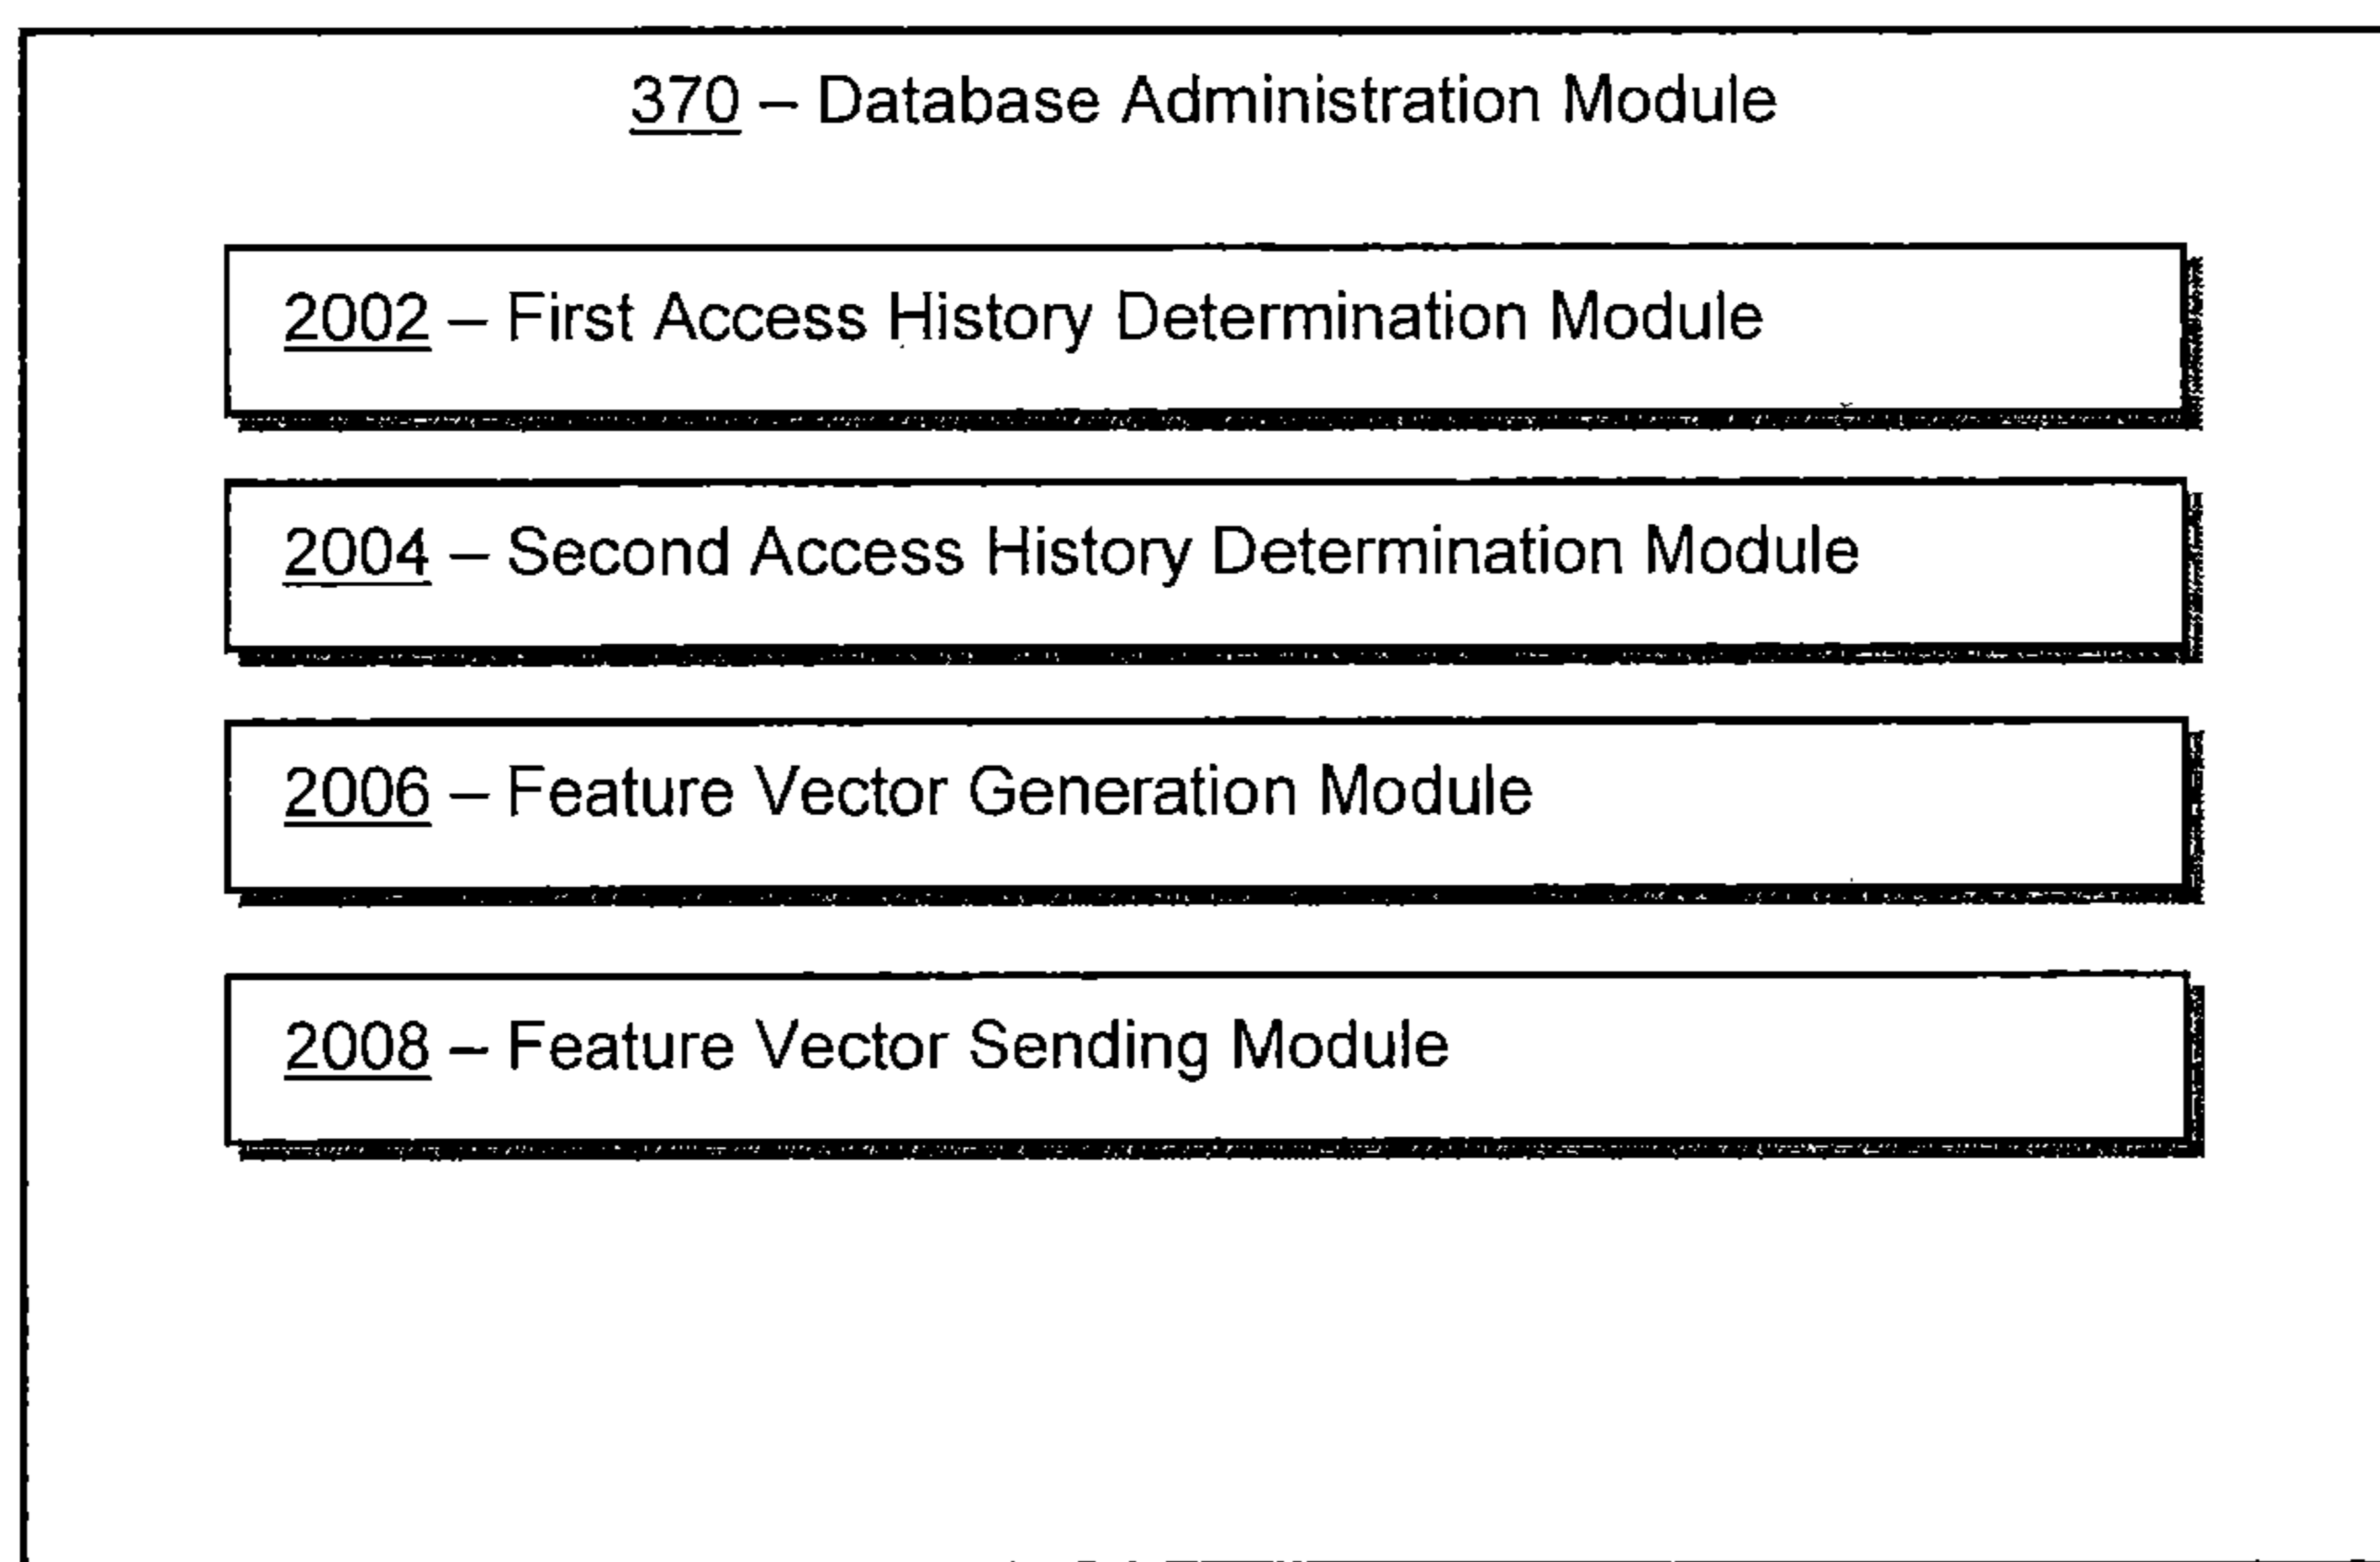 370 – Database Administration Module
2002 – First Access History Determination Module
2004 – Second Access History Determination Module
2006 – Feature Vector Generation Module
2008 – Feature Vector Sending Module